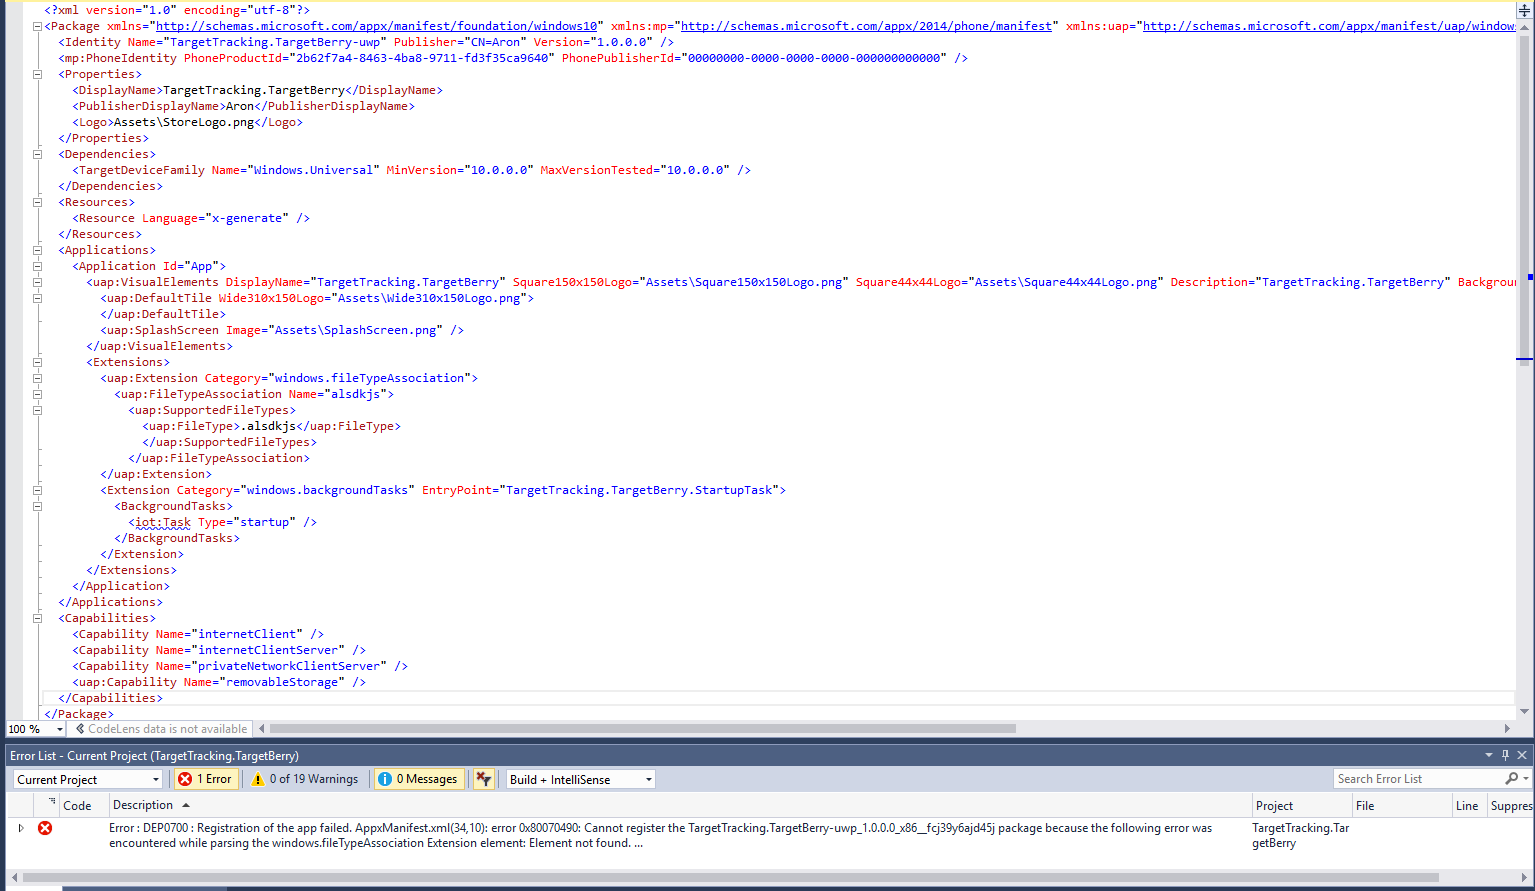 <?xml version="1.0" encoding="utf-8"?>
<Package xmlns="http://schemas.microsoft.com/appx/manifest/foundation/windows10" xmlns:mp="http://schemas.microsoft.com/appx/2014/phone/manifest" xmlns:uap="http://schemas.microsoft.com/appx/manifest/uap/window
<Identity Name="TargetTracking.TargetBerry-uwp" Publisher="CN=Aron" Version="1.0.0.0" />
<mp:PhoneIdentity PhoneProductId="2b62f7a4-8463-4ba8-9711-fd3f35ca9640" PhonePublisherId="00000000-0000-0000-0000-000000000000" />
<Properties>
<DisplayName>TargetTracking.TargetBerry</DisplayName>
<PublisherDisplayName>Aron</PublisherDisplayName>
<Logo>Assets\StoreLogo.png</Logo>
</Properties>
<Dependencies>
<TargetDeviceFamily Name="Windows.Universal" MinVersion="10.0.0.0" MaxVersionTested="10.0.0.0" />
</Dependencies>
<Resources>
<Resource Language="x-generate" />
</Resources>
<Applications>
<Application Id="App">
<uap:VisualElements DisplayName="TargetTracking.TargetBerry" Square150x150Logo="Assets\Square150x150Logo.png" Square44x44Logo="Assets\Square44x44Logo.png" Description="TargetTracking.TargetBerry" Backgroun
<uap:DefaultTile Wide310x150Logo="Assets\Wide310x150Logo.png">
</uap:DefaultTile>
<uap:SplashScreen Image="Assets\SplashScreen.png" />
</uap:VisualElements>
<Extensions>
<uap:Extension Category="windows.fileTypeAssociation">
<uap:FileTypeAssociation Name="alsdkjs">
<uap:SupportedFileTypes>
<uap:FileType>.alsdkjs</uap:FileType>
</uap:SupportedFileTypes>
</uap:FileTypeAssociation>
</uap:Extension>
<Extension Category="windows.backgroundTasks" EntryPoint="TargetTracking.TargetBerry.StartupTask">
<BackgroundTasks>
<iot:Task Type="startup" />
</BackgroundTasks>
</Extension>
</Extensions>
</Application>
</Applications>
<Capabilities>
<Capability Name="internetClient" />
<Capability Name="internetClientServer" />
<Capability Name="privateNetworkClientServer" />
<uap:Capability Name="removableStorage" />
</Capabilities>
</Package>
100 % CodeLens data is not available
Error List - Current Project (TargetTracking.TargetBerry)
Current Project 1 Error 0 of 19 Warnings 0 Messages Build + IntelliSense Search Error List
Code Description Project File Line Suppres
Error : DEP0700 : Registration of the app failed. AppxManifest.xml(34,10): error 0x80070490: Cannot register the TargetTracking.TargetBerry-uwp_1.0.0.0_x86__fcj39y6ajd45j package because the following error was TargetTracking.Tar
encountered while parsing the windows.fileTypeAssociation Extension element: Element not found. ... getBerry